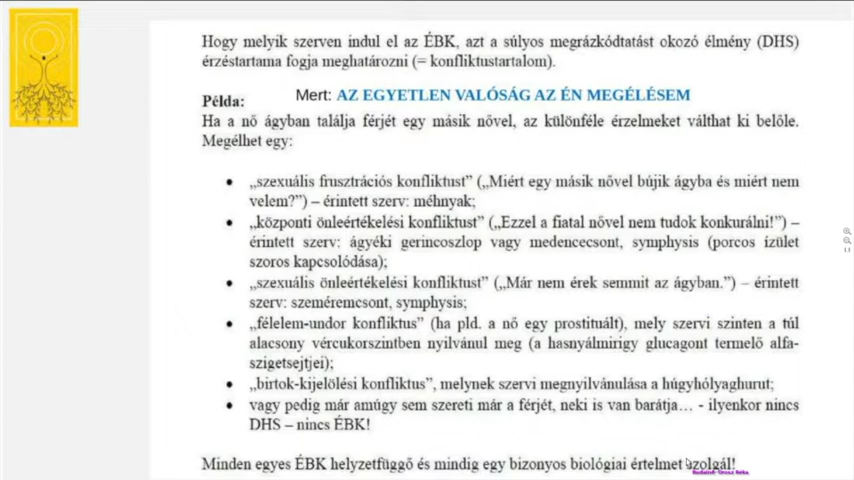 Hogy melyik szerven indul el az ÉBK, azt a súlyos megrázkódtatást okozó élmény (DHS)
érzéstartama fogja meghatározni (= konfliktustartalom).
Példa: Mert: AZ EGYETLEN VALÓSÁG AZ ÉN MEGÉLÉSEM
Ha a nő ágyban találja férjét egy másik nővel, az különféle érzelmeket válthat ki belőle.
Megélhet egy:
• „szexuális frusztrációs konfliktust” („Miért egy másik nővel bújik ágyba és miért nem
velem?”) – érintett szerv: méhnyak;
• „központi önleértékelési konfliktust” („Ezzel a fiatal nővel nem tudok konkurálni!”) –
érintett szerv: ágyéki gerincoszlop vagy medencecsont, symphysis (porcos ízület
szoros kapcsolódása);
• „szexuális önleértékelési konfliktust” („Már nem érek semmit az ágyban.”) – érintett
szerv: szeméremcsont, symphysis;
• „félelem-undor konfliktus” (ha pld. a nő egy prostituált), mely szervi szinten a túl
alacsony vércukorszintben nyilvánul meg (a hasnyálmirigy glucagont termelő alfa-
szigetsejtjei);
• „birtok-kijelölési konfliktus”, melynek szervi megnyilvánulása a húgyhólyaghurut;
• vagy pedig már amúgy sem szereti már a férjét, neki is van barátja… - ilyenkor nincs
DHS – nincs ÉBK!
Minden egyes ÉBK helyzetfüggő és mindig egy bizonyos biológiai értelmet szolgál!